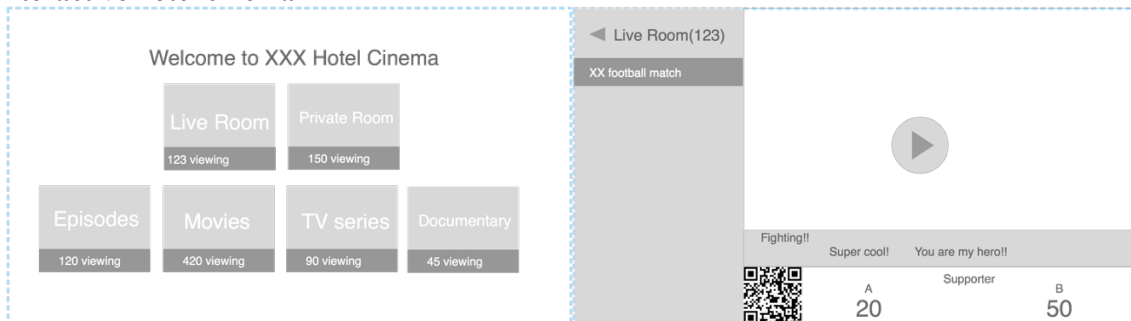 Welcome to XXX Hotel Cinema
Live Room
Private Room
123 viewing
150 viewing
Episodes
Movies
TV series
Documentary
120 viewing
420 viewing
90 viewing
45 viewing
Live Room(123)
XX football match
Fighting!!
Super cool!
You are my hero!!
Supporter
A
B
20
50